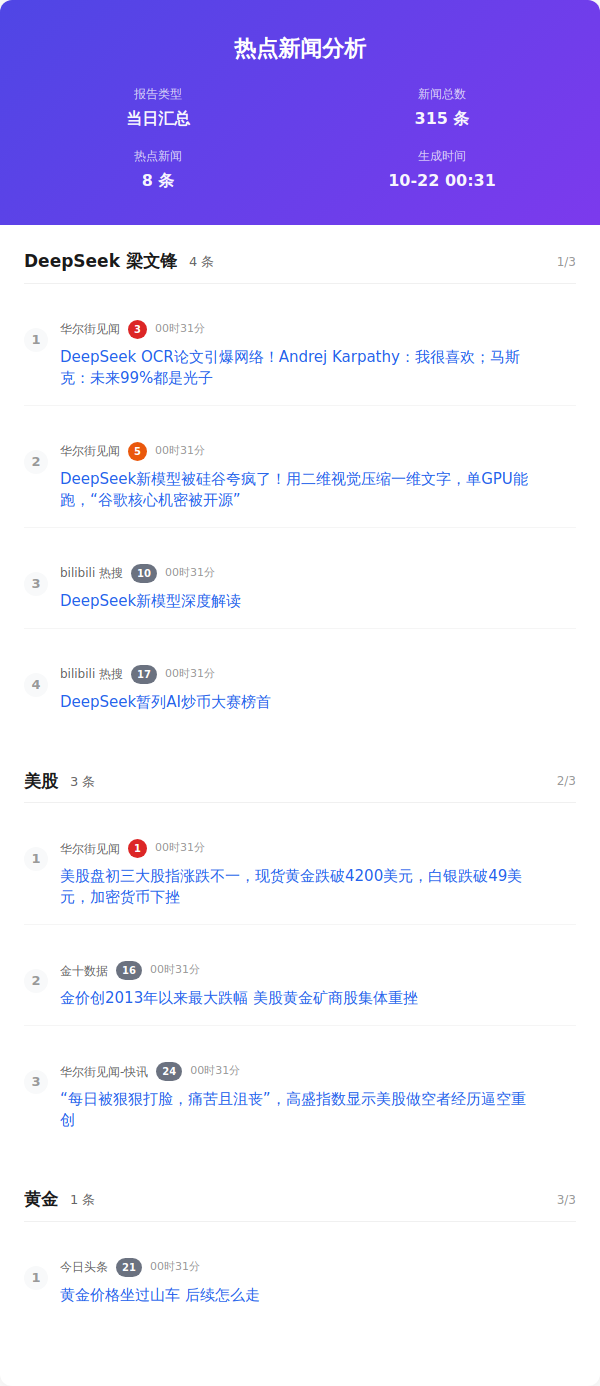 热点新闻分析
报告类型
新闻总数
当日汇总
315 条
热点新闻
生成时间
8 条
10-22 00:31
DeepSeek 梁文锋 4 条 1/3
1
华尔街见闻 3 00时31分
DeepSeek OCR论文引爆网络！Andrej Karpathy：我很喜欢；马斯
克：未来99%都是光子
2
华尔街见闻 5 00时31分
DeepSeek新模型被硅谷夸疯了！用二维视觉压缩一维文字，单GPU能
跑，“谷歌核心机密被开源”
3
bilibili 热搜 10 00时31分
DeepSeek新模型深度解读
4
bilibili 热搜 17 00时31分
DeepSeek暂列AI炒币大赛榜首
美股 3 条 2/3
1
华尔街见闻 1 00时31分
美股盘初三大股指涨跌不一，现货黄金跌破4200美元，白银跌破49美
元，加密货币下挫
2
金十数据 16 00时31分
金价创2013年以来最大跌幅 美股黄金矿商股集体重挫
3
华尔街见闻-快讯 24 00时31分
“每日被狠狠打脸，痛苦且沮丧”，高盛指数显示美股做空者经历逼空重
创
黄金 1 条 3/3
1
今日头条 21 00时31分
黄金价格坐过山车 后续怎么走